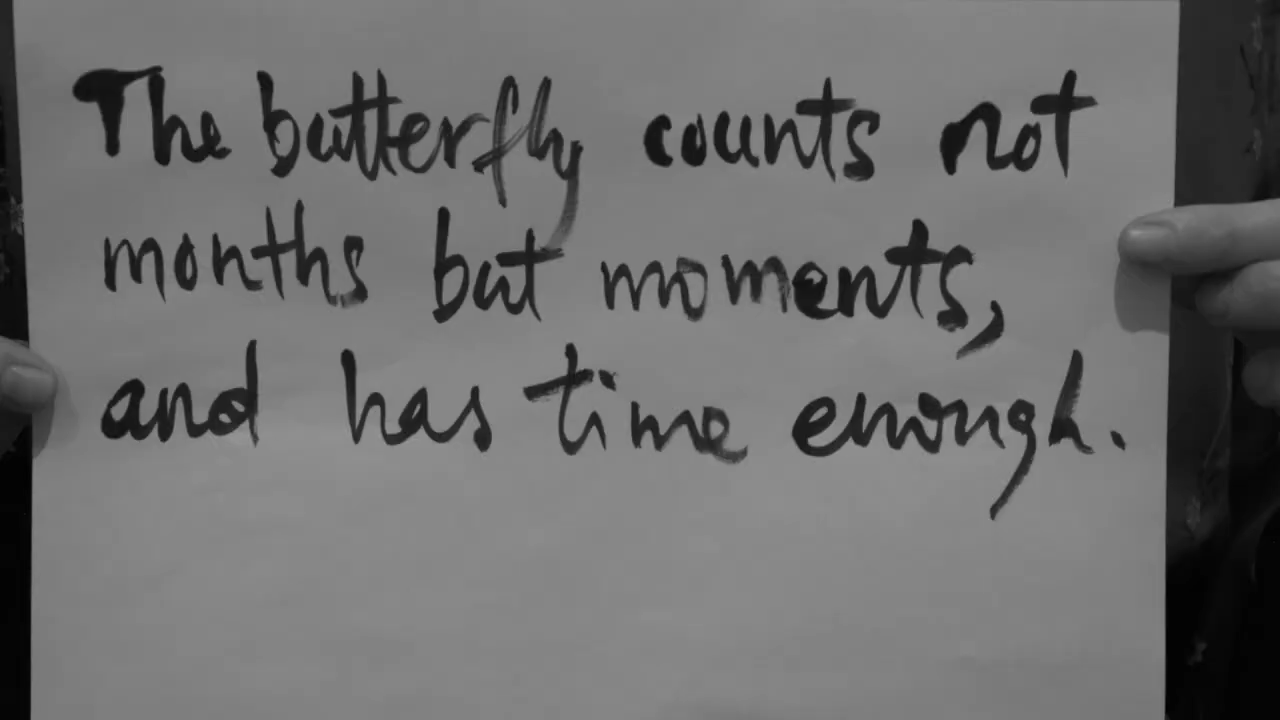 The butterfly counts not
months but moments,
and has time enough.